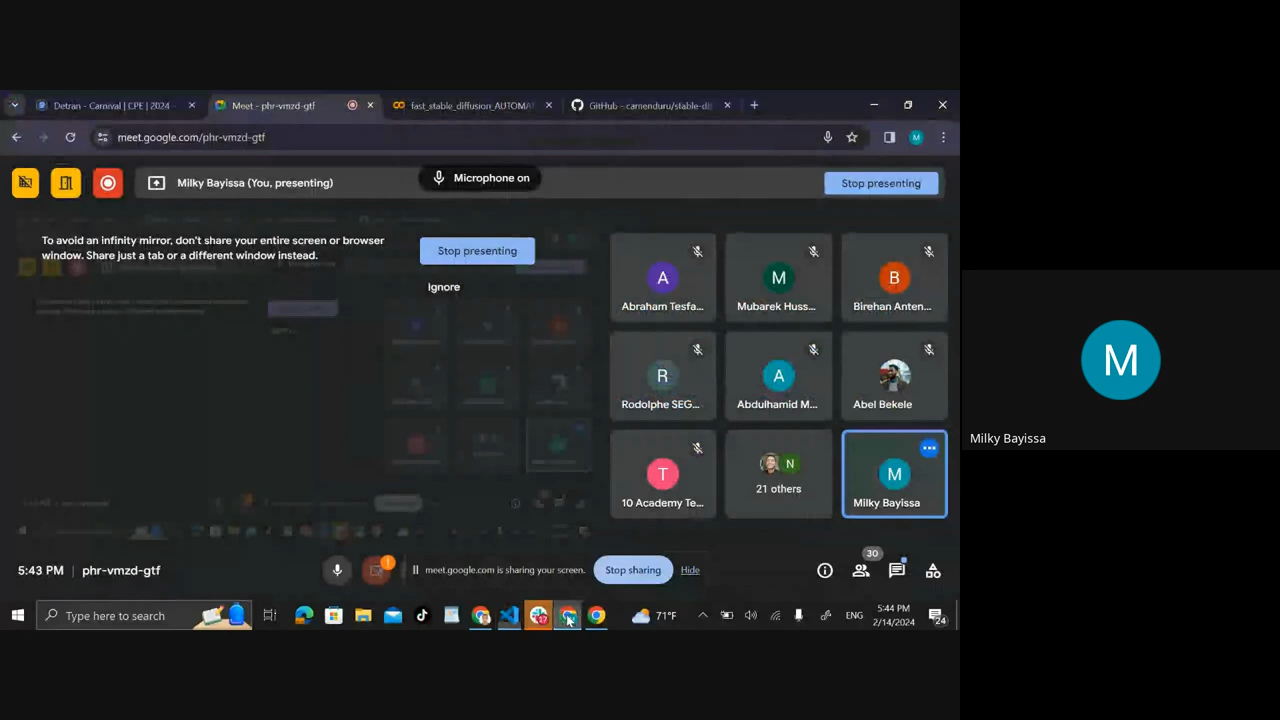 Detran - Carnival | CPE | 2024 -
Meet - phr-vmzd-gtf
fast_stable_diffusion_AUTOMA
GitHub - camenduru/stable-di
meet.google.com/phr-vmzd-gtf
M
Milky Bayissa (You, presenting)
Microphone on
Stop presenting
To avoid an infinity mirror, don't share your entire screen or browser
window. Share just a tab or a different window instead.
Stop presenting
Ignore
A
Abraham Tesfa...
M
Mubarek Huss...
B
Birehan Anten...
R
Rodolphe SEG...
A
Abdulhamid M...
Abel Bekele
T
10 Academy Te...
N
21 others
M
Milky Bayissa
M
Milky Bayissa
5:43 PM | phr-vmzd-gtf
meet.google.com is sharing your screen.
Stop sharing
Hide
30
Type here to search
17
71°F
ENG
5:44 PM
2/14/2024
24